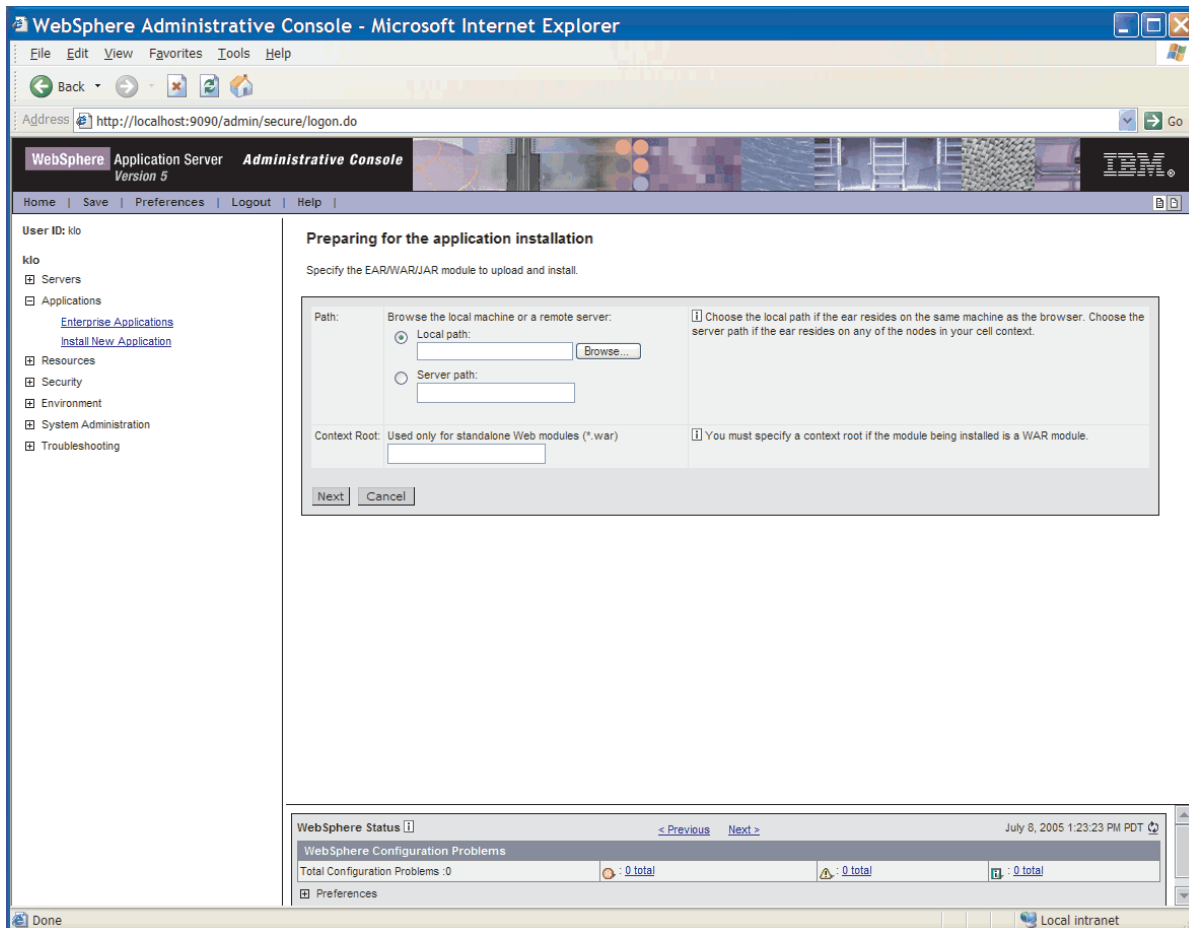 WebSphere Administrative Console - Microsoft Internet Explorer
File Edit View Favorites Tools Help
Back
Address http://localhost:9090/admin/secure/logon.do Go
WebSphere Application Server Administrative Console
Version 5
IBM
Home | Save | Preferences | Logout | Help |
User ID: klo
klo
Servers
Applications
Enterprise Applications
Install New Application
Resources
Security
Environment
System Administration
Troubleshooting
Preparing for the application installation
Specify the EAR/WAR/JAR module to upload and install.
Path: Browse the local machine or a remote server:
Local path:
Browse...
Server path:
i Choose the local path if the ear resides on the same machine as the browser. Choose the
server path if the ear resides on any of the nodes in your cell context.
Context Root: Used only for standalone Web modules (*.war)
i You must specify a context root if the module being installed is a WAR module.
Next Cancel
WebSphere Status i < Previous Next > July 8, 2005 1:23:23 PM PDT
WebSphere Configuration Problems
Total Configuration Problems :0 : 0 total : 0 total : 0 total
Preferences
Done Local intranet